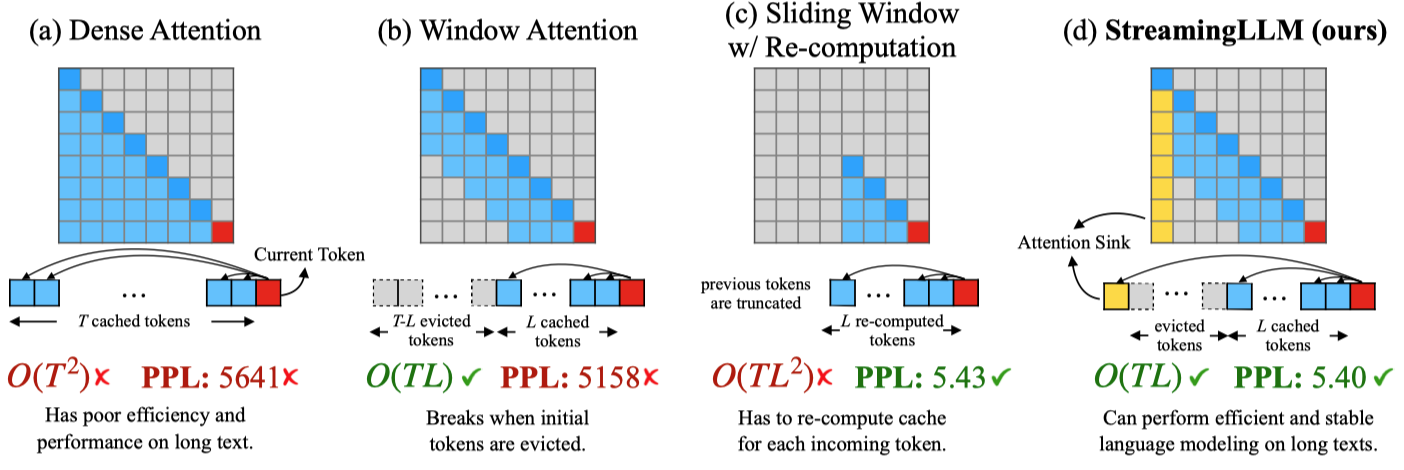 (a) Dense Attention
(b) Window Attention
(c) Sliding Window
w/ Re-computation
(d) StreamingLLM (ours)
Current Token
...
T cached tokens
...
...
T-L evicted
tokens
L cached
tokens
previous tokens
are truncated
...
L re-computed
tokens
Attention Sink
...
...
evicted
tokens
L cached
tokens
O(T²)✗ PPL: 5641✗
Has poor efficiency and
performance on long text.
O(TL)✓ PPL: 5158✗
Breaks when initial
tokens are evicted.
O(TL²)✗ PPL: 5.43✓
Has to re-compute cache
for each incoming token.
O(TL)✓ PPL: 5.40✓
Can perform efficient and stable
language modeling on long texts.